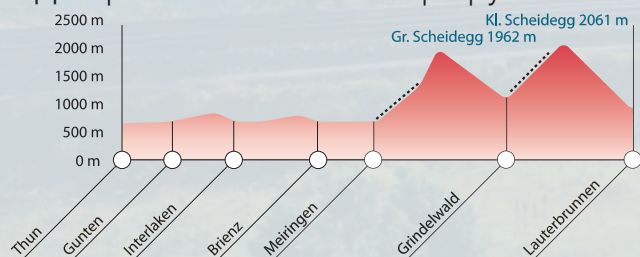 Kl. Scheidegg 2061 m
Gr. Scheidegg 1962 m
2500 m
2000 m
1500 m
1000 m
500 m
0 m
Thun
Gunten
Interlaken
Brienz
Meiringen
Grindelwald
Lauterbrunnen